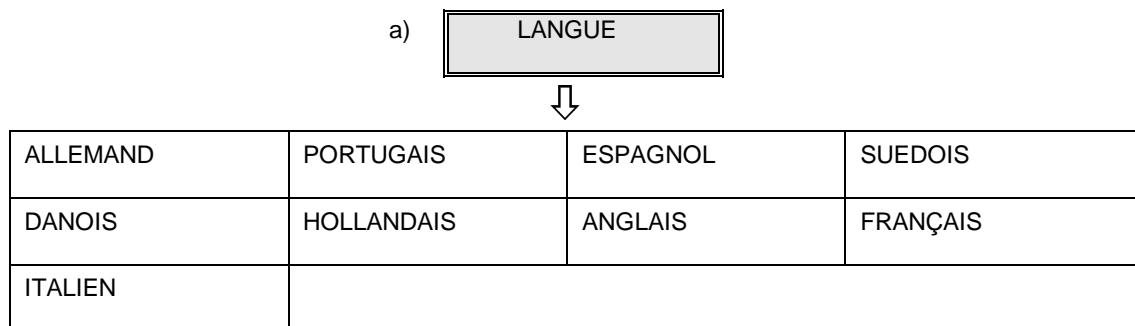 a) LANGUE
ALLEMAND PORTUGAIS ESPAGNOL SUEDOIS
DANOIS HOLLANDAIS ANGLAIS FRANÇAIS
ITALIEN